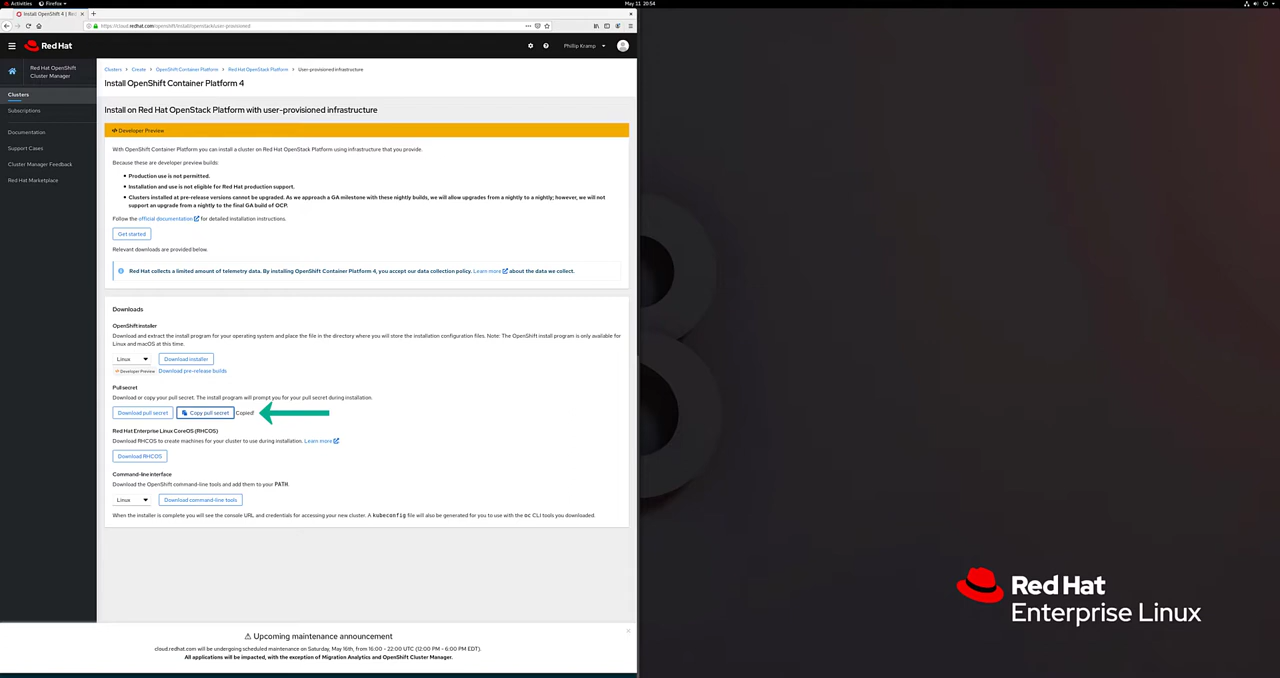 Activities Firefox May 11 20:54
Install OpenShift 4 | Red
https://cloud.redhat.com/openshift/install/openstack/user-provisioned
Red Hat
Phillip Kramp
Red Hat OpenShift
Cluster Manager
Clusters
Subscriptions
Documentation
Support Cases
Cluster Manager Feedback
Red Hat Marketplace
Clusters Create OpenShift Container Platform Red Hat OpenStack Platform User-provisioned infrastructure
Install OpenShift Container Platform 4
Install on Red Hat OpenStack Platform with user-provisioned infrastructure
Developer Preview
With OpenShift Container Platform you can install a cluster on Red Hat OpenStack Platform using infrastructure that you provide.
Because these are developer preview builds:
Production use is not permitted.
Installation and use is not eligible for Red Hat production support.
Clusters installed at pre-release versions cannot be upgraded. As we approach a GA milestone with these nightly builds, we will allow upgrades from a nightly to a nightly; however, we will not
support an upgrade from a nightly to the final GA build of OCP.
Follow the official documentation for detailed installation instructions.
Get started
Relevant downloads are provided below.
Red Hat collects a limited amount of telemetry data. By installing OpenShift Container Platform 4, you accept our data collection policy. Learn more about the data we collect.
Downloads
OpenShift installer
Download and extract the install program for your operating system and place the file in the directory where you will store the installation configuration files. Note: The OpenShift install program is only available for
Linux and macOS at this time.
Linux Download installer
Developer Preview Download pre-release builds
Pull secret
Download or copy your pull secret. The install program will prompt you for your pull secret during installation.
Download pull secret Copy pull secret Copied
Red Hat Enterprise Linux CoreOS (RHCOS)
Download RHCOS to create machines for your cluster to use during installation. Learn more
Download RHCOS
Command-line interface
Download the OpenShift command-line tools and add them to your PATH.
Linux Download command-line tools
When the installer is complete you will see the console URL and credentials for accessing your new cluster. A kubeconfig file will also be generated for you to use with the oc CLI tools you downloaded.
Upcoming maintenance announcement
cloud.redhat.com will be undergoing scheduled maintenance on Saturday, May 16th, from 16:00 - 22:00 UTC (12:00 PM - 6:00 PM EDT).
All applications will be impacted, with the exception of Migration Analytics and OpenShift Cluster Manager.
Red Hat
Enterprise Linux